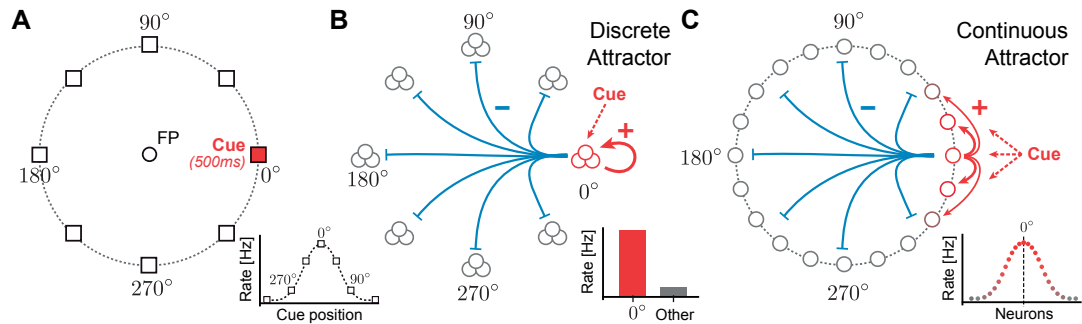 A
90°
FP
Cue
(500ms)
180°
0°
270°
Rate [Hz]
0°
270°
90°
Cue position
B
Discrete
Attractor
90°
Cue
−
+
180°
0°
270°
Rate [Hz]
0°
Other
C
Continuous
Attractor
90°
−
+
Cue
180°
270°
Rate [Hz]
0°
Neurons